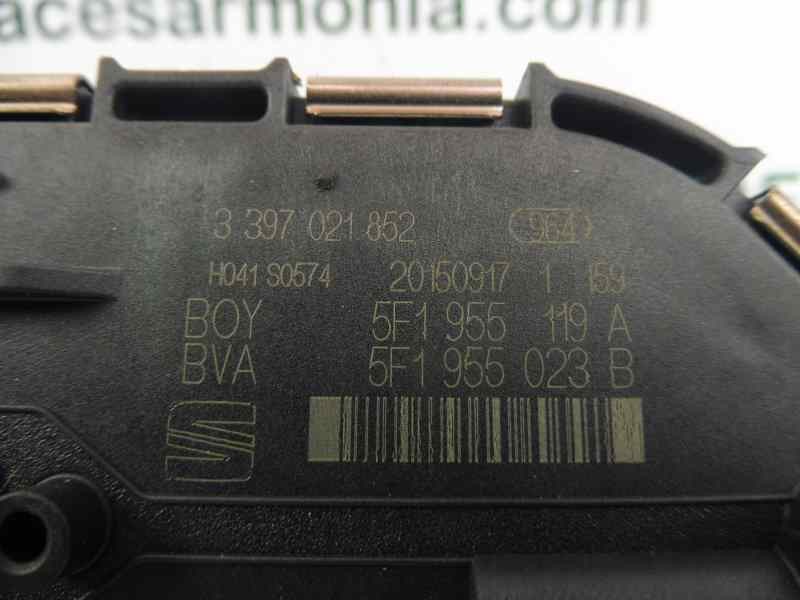 acesarmonia.com
3 397 021 852 964
H041 S0574 20150917 1 159
BOY 5F1 955 119 A
BVA 5F1 955 023 B